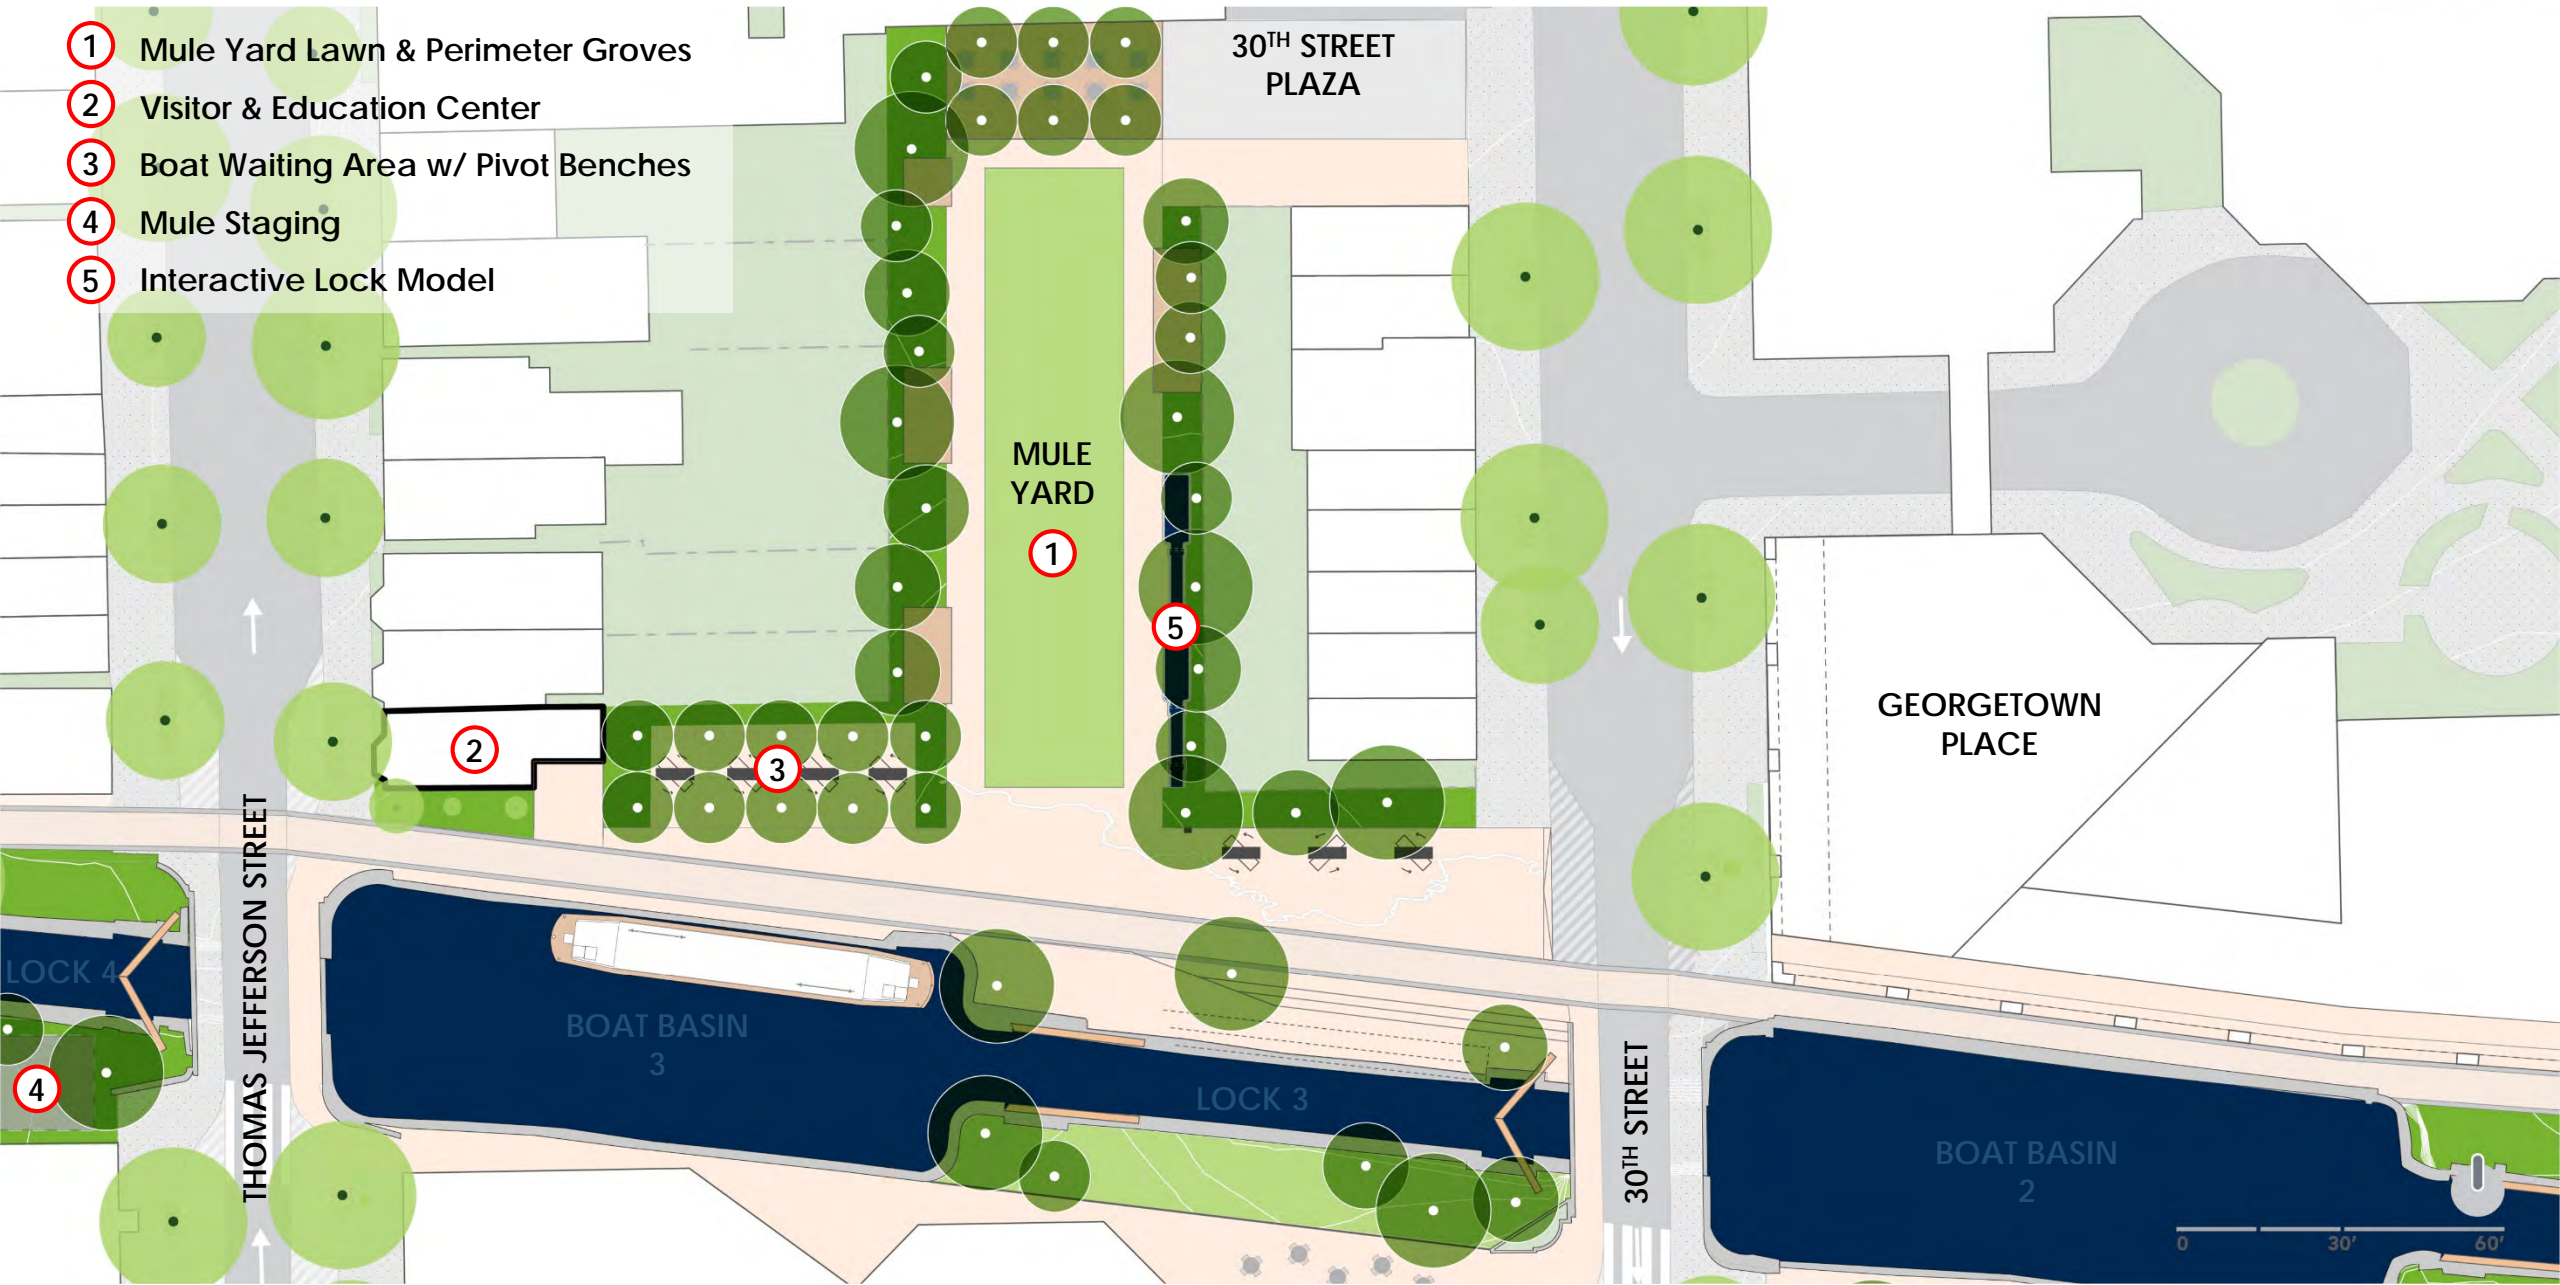 1 Mule Yard Lawn & Perimeter Groves
2 Visitor & Education Center
3 Boat Waiting Area w/ Pivot Benches
4 Mule Staging
5 Interactive Lock Model
30TH STREET
PLAZA
MULE
YARD
1
5
2
3
GEORGETOWN
PLACE
THOMAS JEFFERSON STREET
LOCK 4
4
BOAT BASIN
3
LOCK 3
30TH STREET
BOAT BASIN
2
0 30' 60'